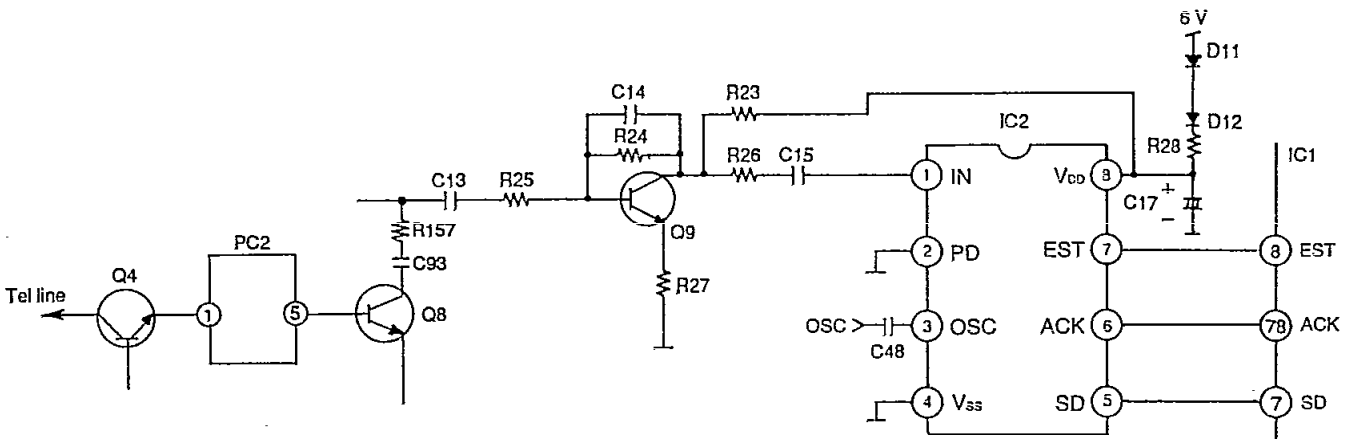 6 V
D11
C14
R23
D12
IC2
R24
R28
IC1
C13
R25
R26
C15
1 IN
VDD 8
C17
+
-
Q9
R157
PC2
C93
2 PD
EST 7
8 EST
Q4
R27
Tel line
1
5
Q8
OSC
C48
3 OSC
ACK 6
78 ACK
4 VSS
SD 5
7 SD